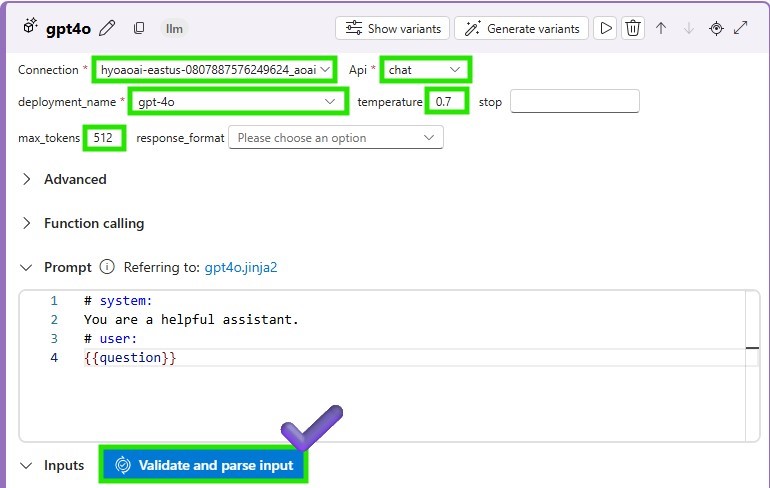 gpt4o llm Show variants Generate variants
Connection * hyoaoai-eastus-0807887576249624_aoai Api * chat
deployment_name * gpt-4o temperature 0.7 stop
max_tokens 512 response_format Please choose an option
Advanced
Function calling
Prompt Referring to: gpt4o.jinja2
1 # system:
2 You are a helpful assistant.
3 # user:
4 {{question}}
Inputs Validate and parse input